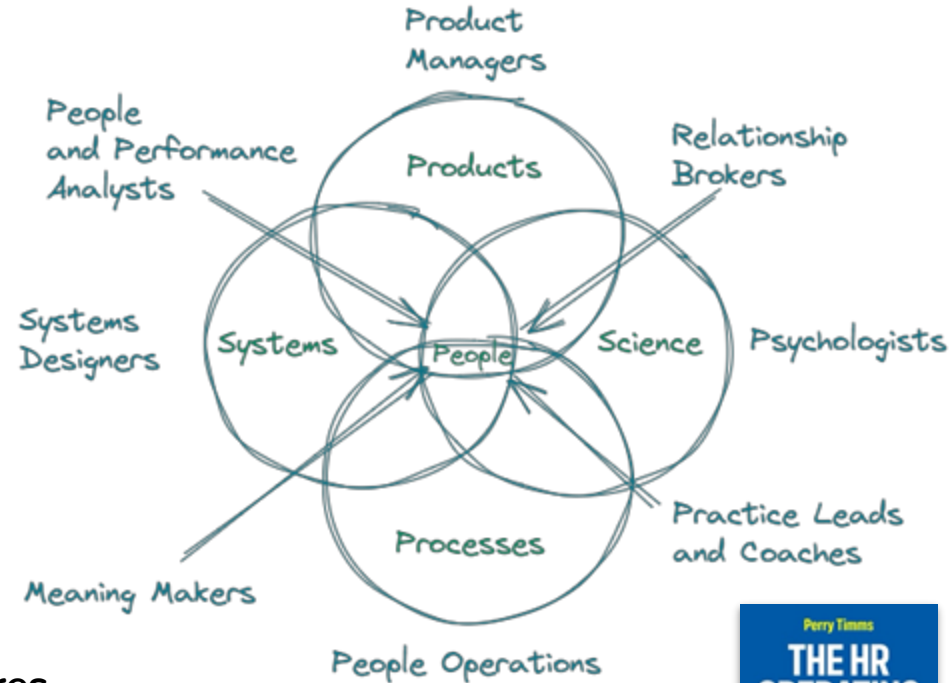 Product
Managers
People
and Performance
Analysts
Relationship
Brokers
Products
Systems
Designers
Systems
People
Science
Psychologists
Processes
Practice Leads
and Coaches
Meaning Makers
People Operations
Perry Timms
THE HR